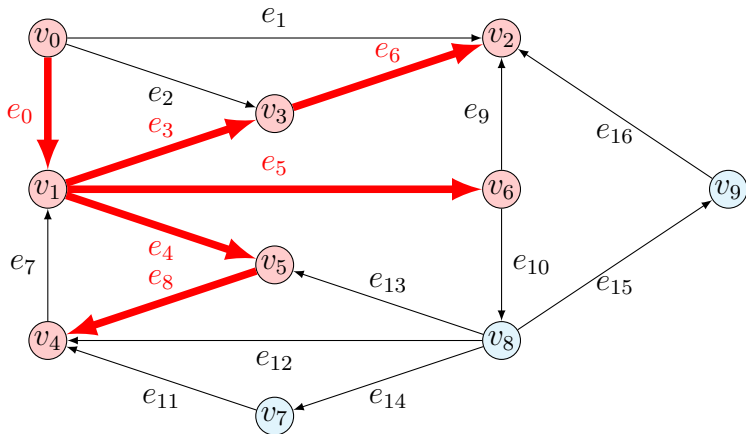 e₁
v₀
v₂
e₆
e₂
v₃
e₀
e₃
e₉
e₁₆
e₅
v₁
v₆
v₉
e₄
e₇
e₈
v₅
e₁₀
e₁₃
e₁₅
v₄
v₈
e₁₂
e₁₁
e₁₄
v₇